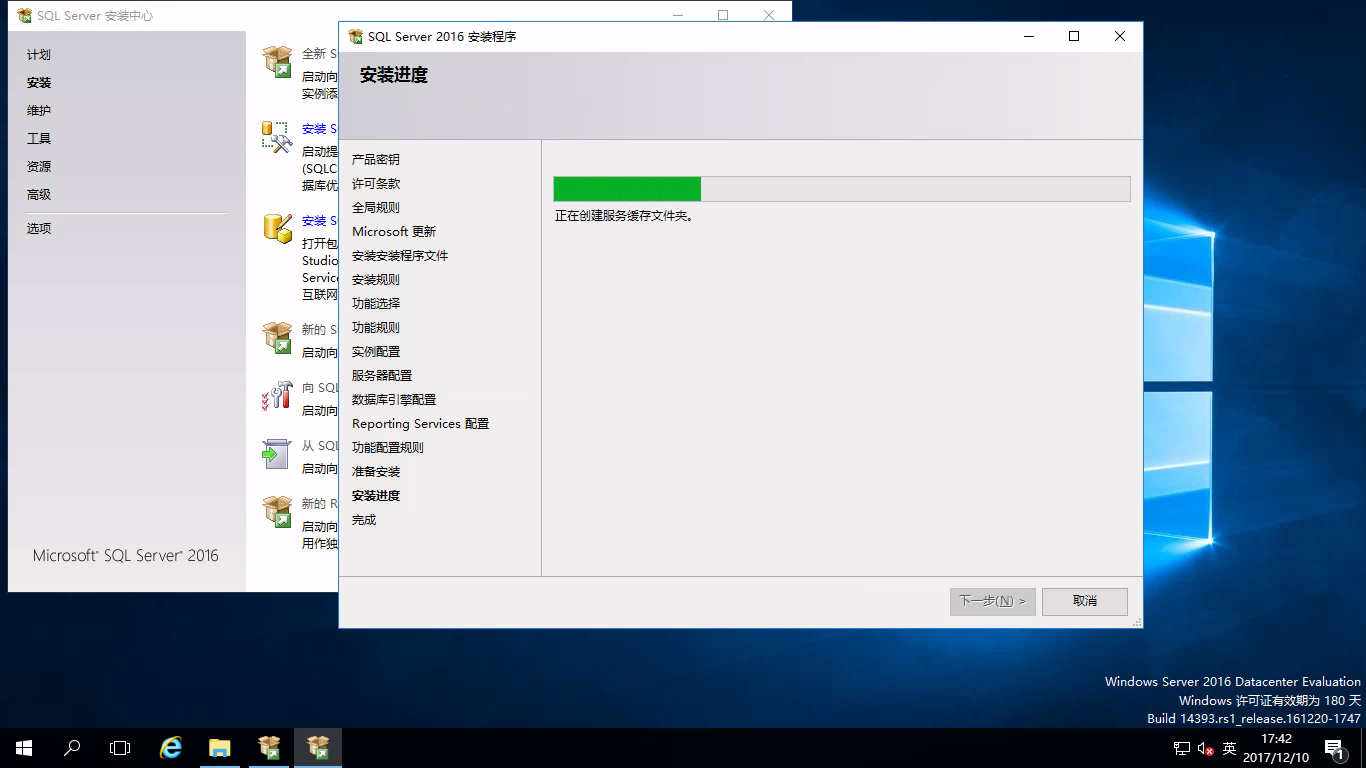 SQL Server 安装中心
计划
安装
维护
工具
资源
高级
选项
Microsoft® SQL Server® 2016
全新 S
启动向
实例添
安装 S
启动提
(SQLC
据库优
安装 S
打开包
Studio
Service
互联网
新的 S
启动向
向 SQL
启动向
从 SQL
启动向
新的 R
启动向
用作独
SQL Server 2016 安装程序
安装进度
产品密钥
许可条款
全局规则
Microsoft 更新
安装安装程序文件
安装规则
功能选择
功能规则
实例配置
服务器配置
数据库引擎配置
Reporting Services 配置
功能配置规则
准备安装
安装进度
完成
正在创建服务缓存文件夹。
下一步(N) >
取消
Windows Server 2016 Datacenter Evaluation
Windows 许可证有效期为 180 天
Build 14393.rs1_release.161220-1747
英
17:42
2017/12/10
1